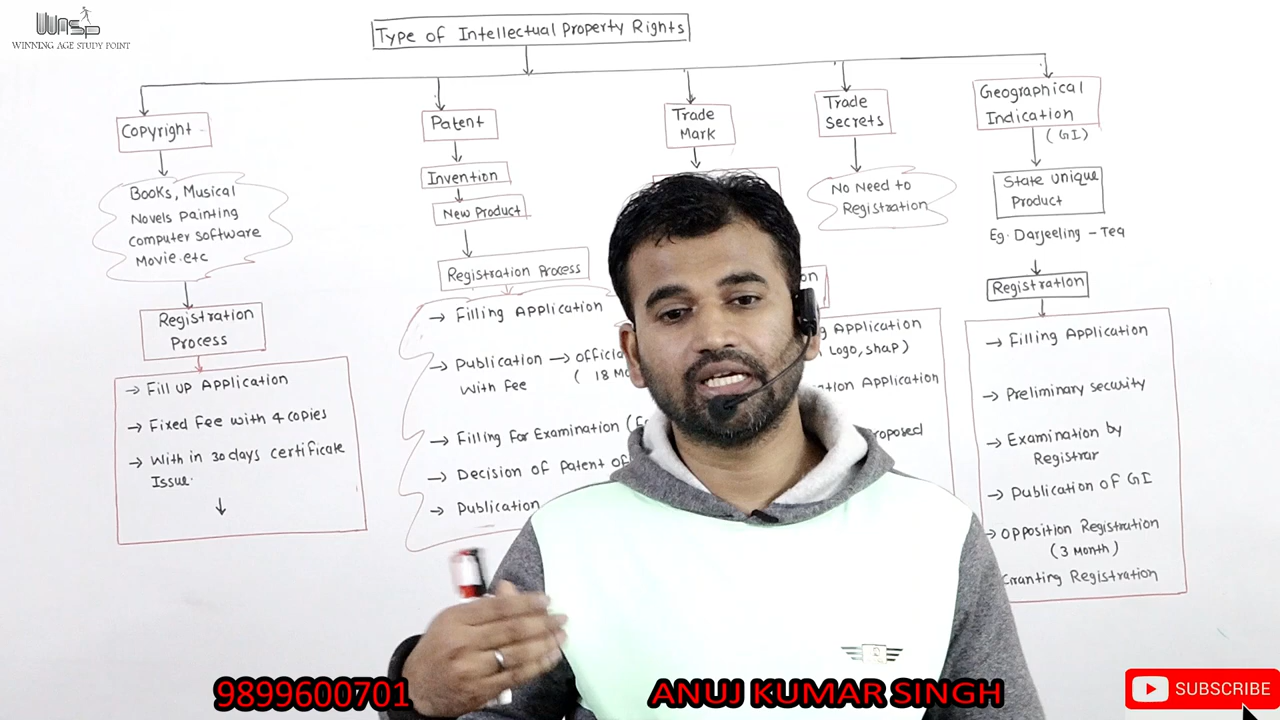 WASP
WINNING AGE STUDY POINT
Type of Intellectual Property Rights
Copyright
Books, Musical
Novels painting
Computer software
Movie.etc
Registration
Process
→ Fill up Application
→ Fixed Fee with 4 copies
→ With in 30 days certificate
Issue.
Patent
Invention
New Product
Registration Process
→ Filling Application
→ Publication → officia
With Fee
( 18 Mo
→ Filling for Examination (
→ Decision of Patent of
→ Publication
Trade
Mark
on
g Application
Logo, shap)
ation Application
roposed
Trade
Secrets
No Need to
Registration
Geographical
Indication
(GI)
State unique
Product
Eg. Darjeeling - Tea
Registration
→ Filling Application
→ Preliminary security
→ Examination by
Registrar
→ Publication of GI
→ Opposition Registration
(3 Month)
Granting Registration
9899600701
ANUJ KUMAR SINGH
SUBSCRIBE